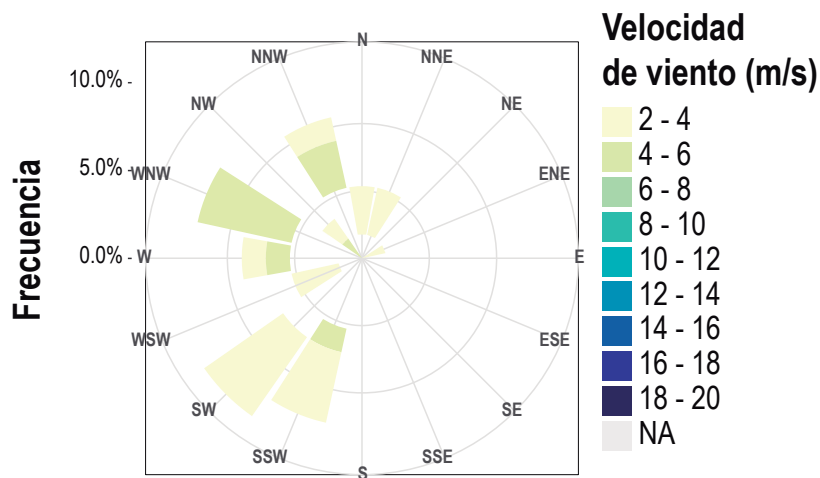 Velocidad
de viento (m/s)
2 - 4
4 - 6
6 - 8
8 - 10
10 - 12
12 - 14
14 - 16
16 - 18
18 - 20
NA
Frecuencia
10.0% -
5.0% -
0.0% -
N
NNE
NE
ENE
E
ESE
SE
SSE
S
SSW
SW
WSW
W
WNW
NW
NNW